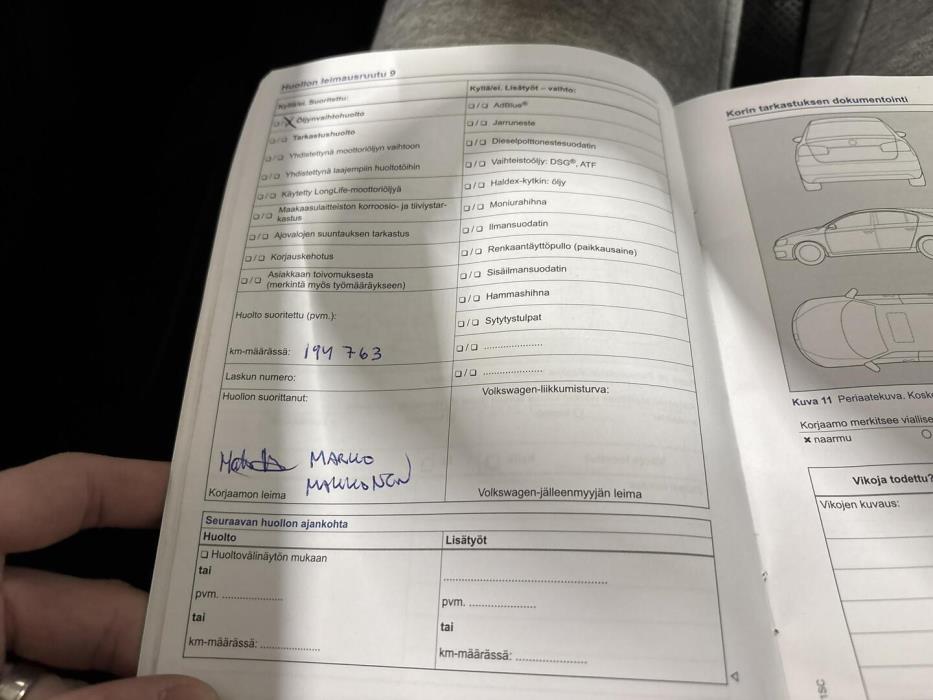 Huollon leimausruutu 9
Kyllä/ei. Suoritettu:
☐/X Öljynvaihtohuolto
☐/☐ Tarkastushuolto
☐/☐ Yhdistettynä moottoriöljyn vaihtoon
☐/☐ Yhdistettynä laajempiin huoltotöihin
☐/☐ Käytetty LongLife-moottoriöljyä
☐/☐ Maakaasulaitteiston korroosio- ja tiiviystar-
kastus
☐/☐ Ajovalojen suuntauksen tarkastus
☐/☐ Korjauskehotus
☐/☐ Asiakkaan toivomuksesta
(merkintä myös työmääräykseen)
Huolto suoritettu (pvm.):
km-määrässä: 194 763
Laskun numero:
Huollon suorittanut:
MARKO
MAKKONEN
Korjaamon leima
Kyllä/ei. Lisätyöt – vaihto:
☐/☐ AdBlue®
☐/☐ Jarruneste
☐/☐ Dieselpolttonestesuodatin
☐/☐ Vaihteistoöljy: DSG®, ATF
☐/☐ Haldex-kytkin: öljy
☐/☐ Moniurahihna
☐/☐ Ilmansuodatin
☐/☐ Renkaantäyttöpullo (paikkausaine)
☐/☐ Sisäilmansuodatin
☐/☐ Hammashihna
☐/☐ Sytytystulpat
☐/☐ ......................
☐/☐ ......................
Volkswagen-liikkumisturva:
Volkswagen-jälleenmyyjän leima
Seuraavan huollon ajankohta
Huolto
☐ Huoltovälinäytön mukaan
tai
pvm. ......................
tai
km-määrässä: ......................
Lisätyöt
............................................................
pvm. ......................
tai
km-määrässä: ......................
Korin tarkastuksen dokumentointi
Kuva 11 Periaatekuva.
Korjaamo merkitsee
× naarmu
Vikoja todettu?
Vikojen kuvaus: